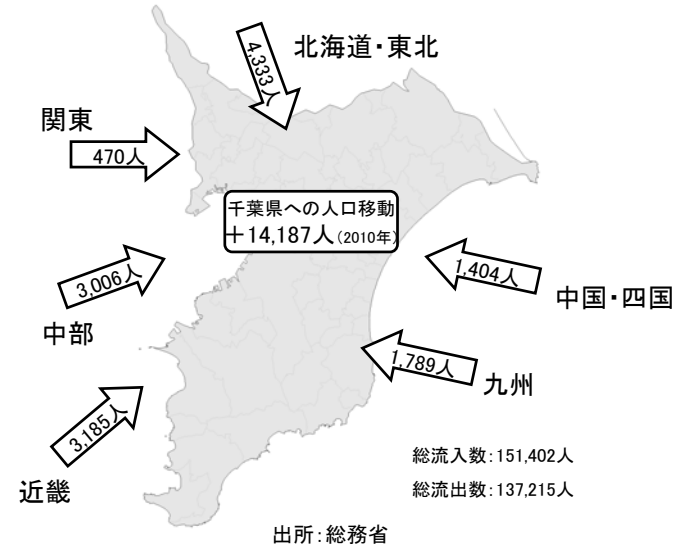 北海道・東北
4,333人
関東
470人
千葉県への人口移動
＋14,187人（2010年）
3,006人
中部
1,404人
中国・四国
1,789人
九州
3,185人
近畿
総流入数：151,402人
総流出数：137,215人
出所：総務省